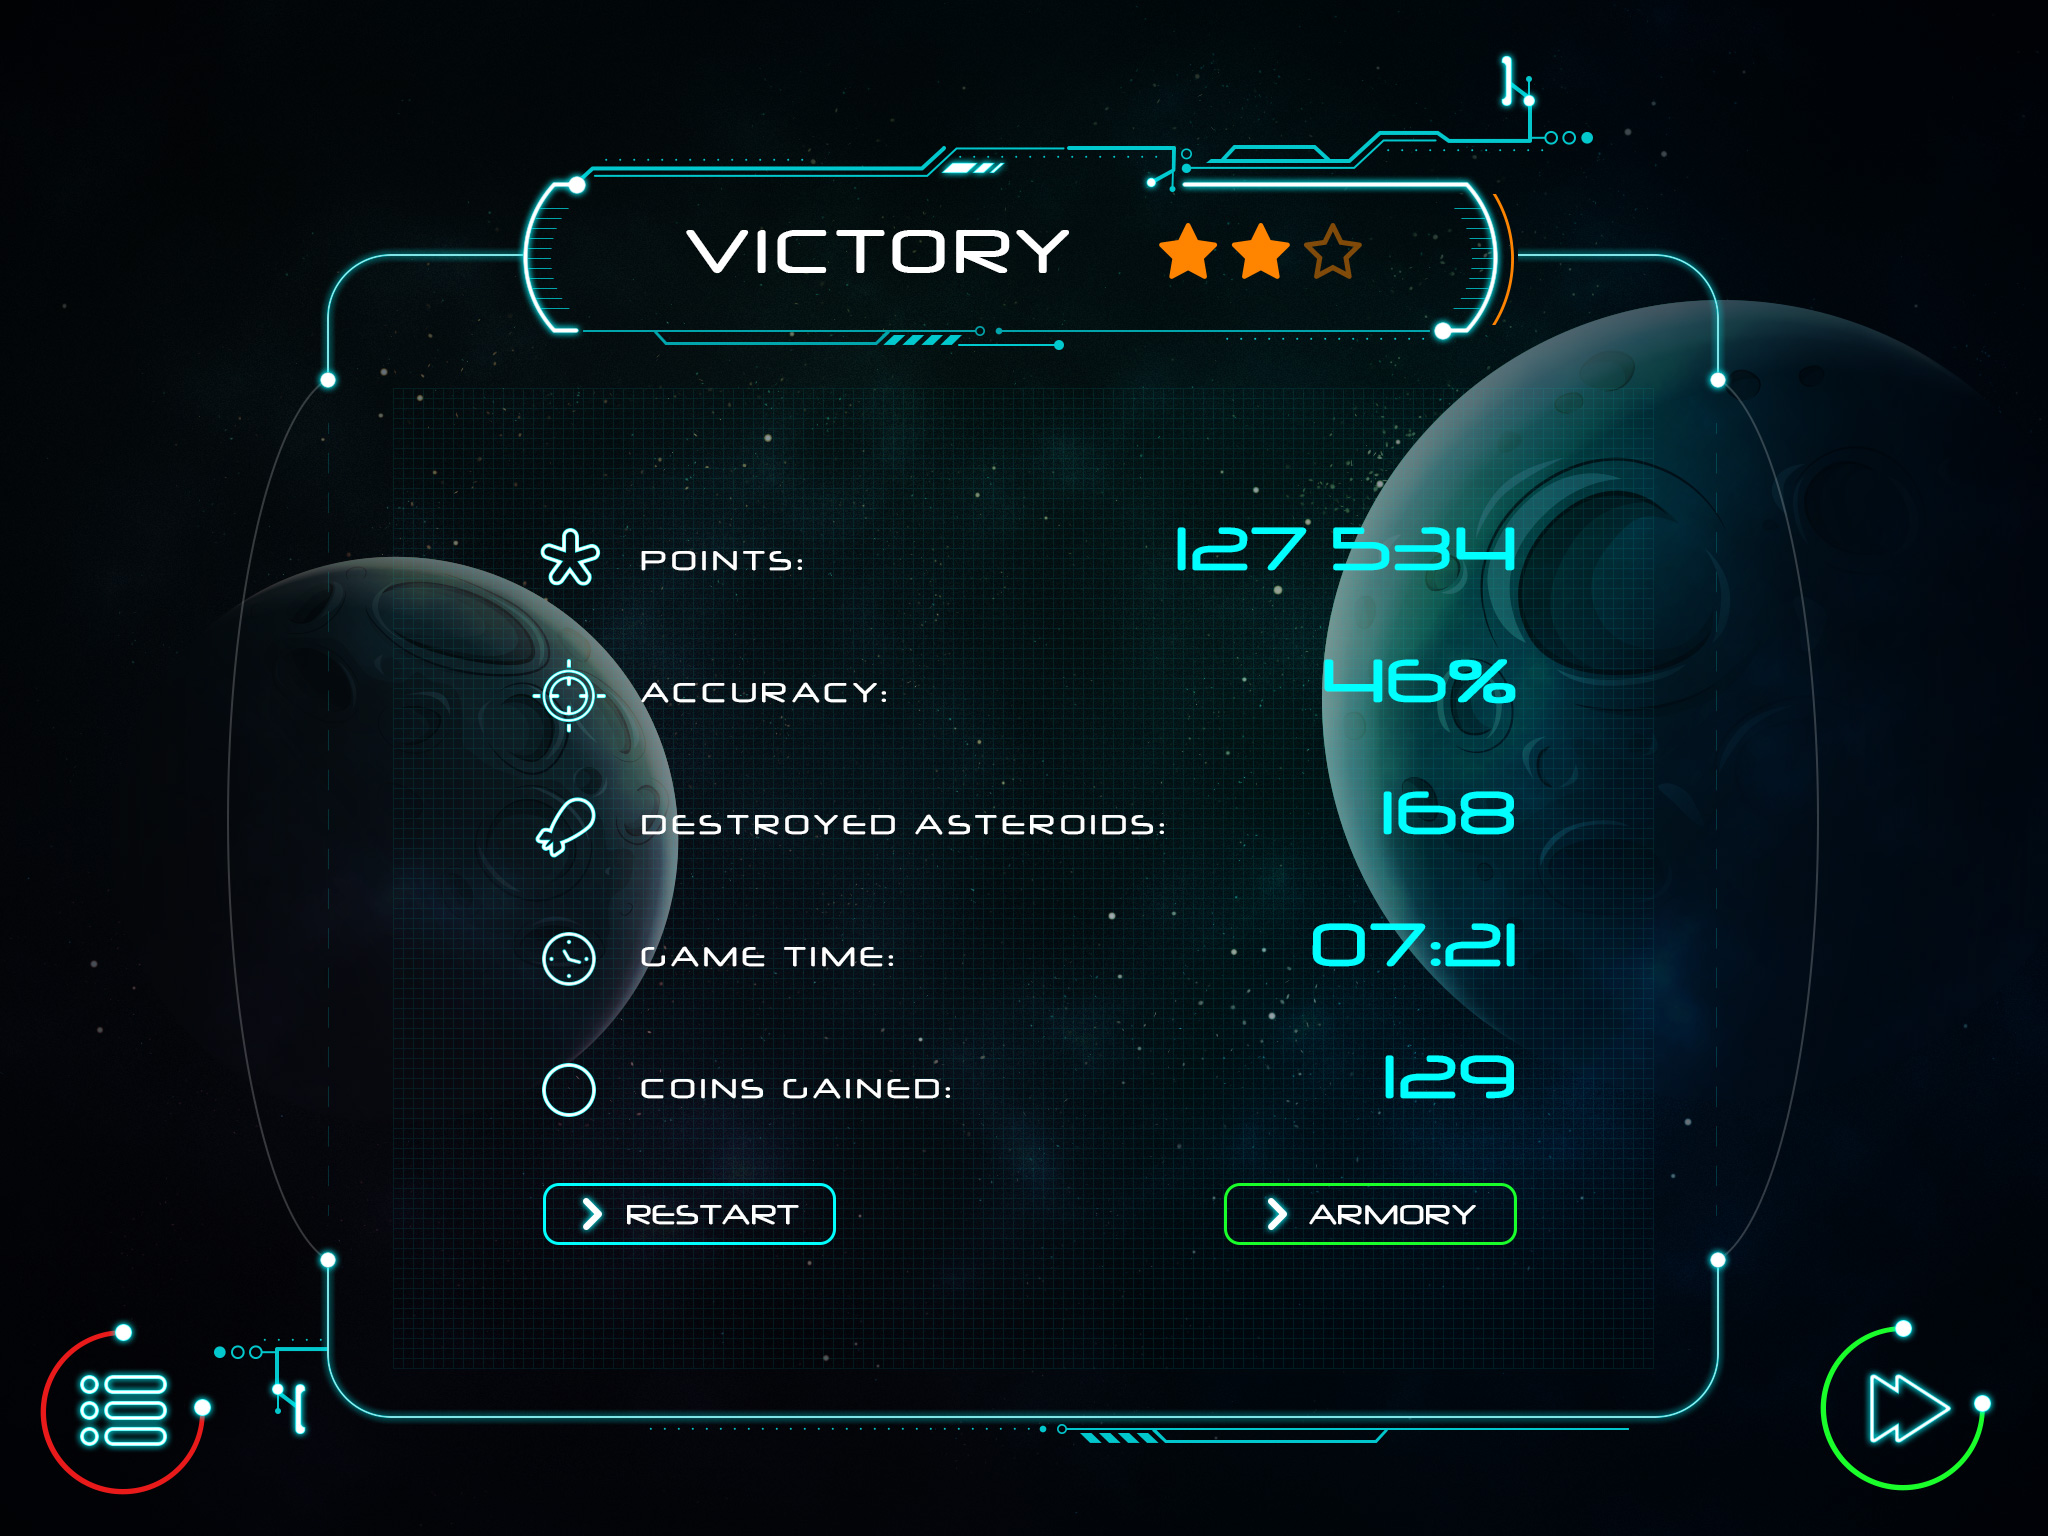 VICTORY
POINTS: 127 534
ACCURACY: 46%
DESTROYED ASTEROIDS: 168
GAME TIME: 07:21
COINS GAINED: 129
RESTART ARMORY